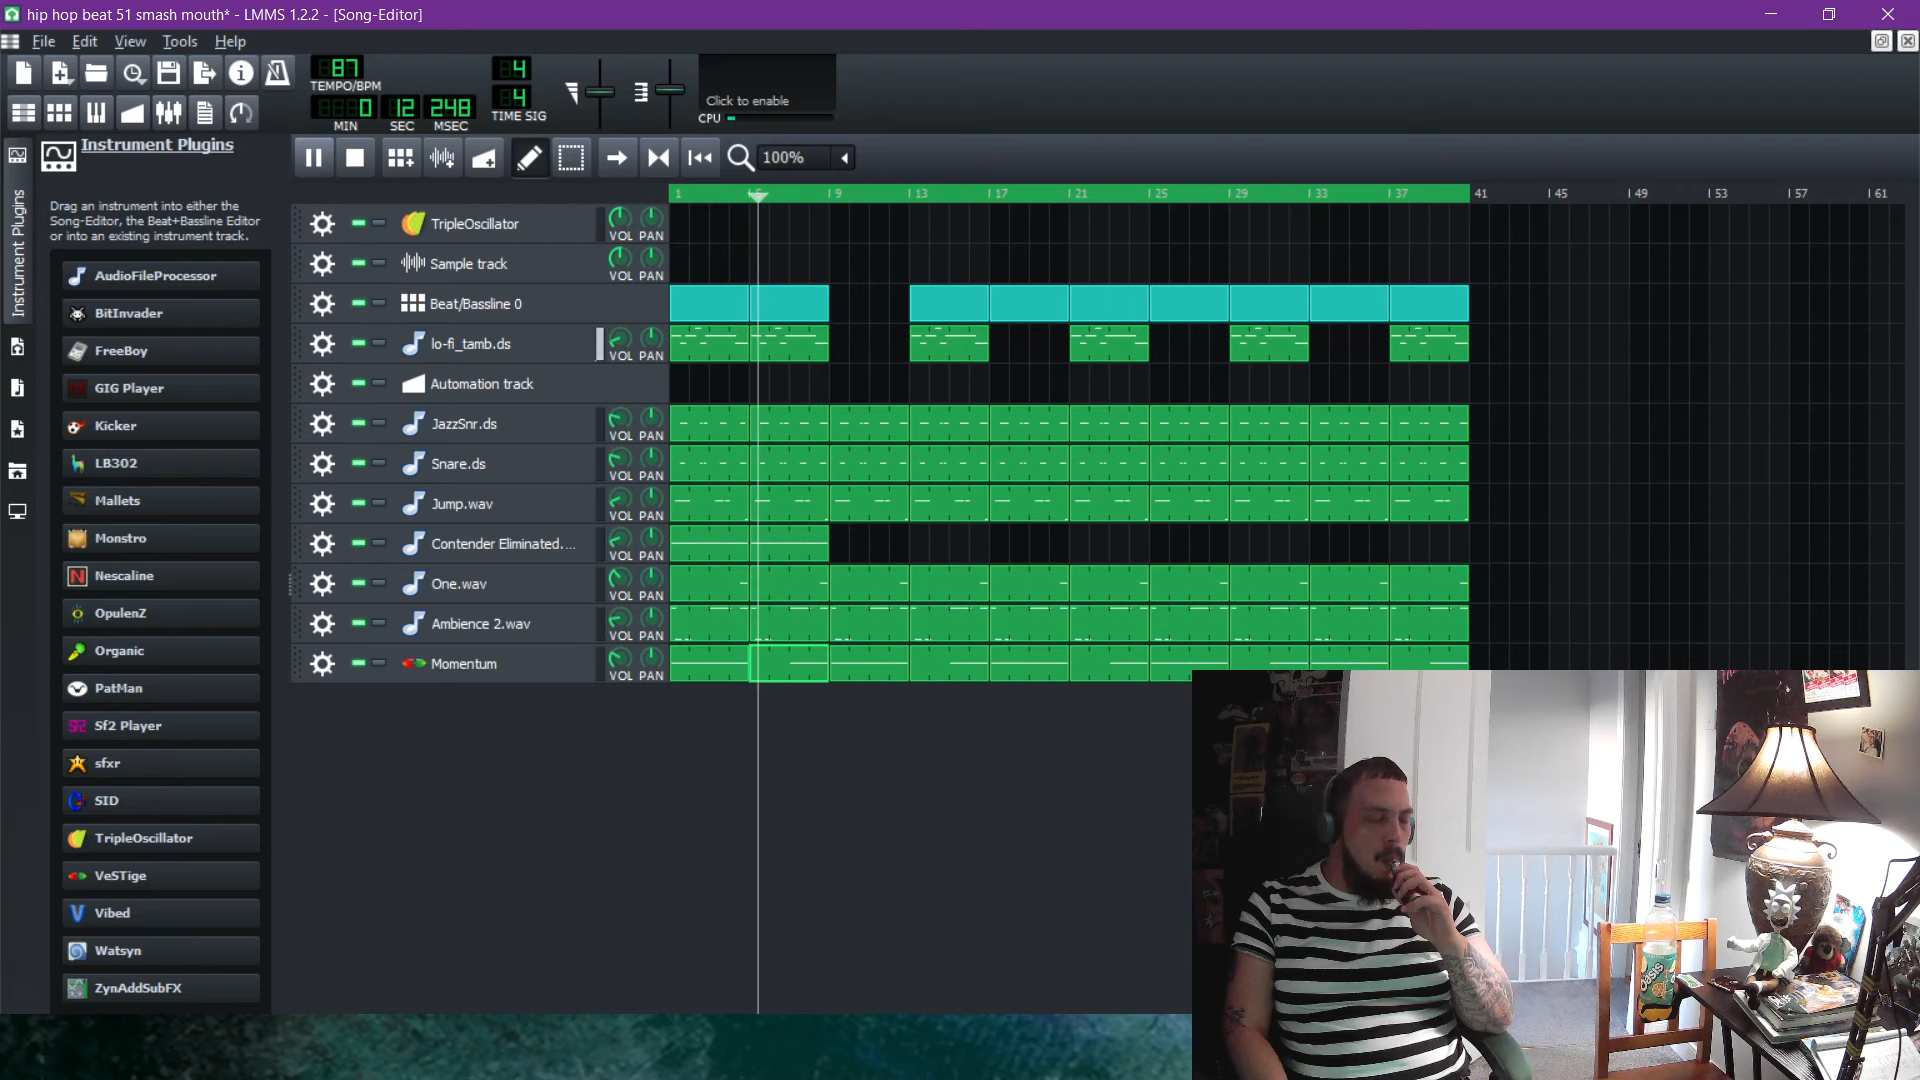 hip hop beat 51 smash mouth* - LMMS 1.2.2 - [Song-Editor]
File Edit View Tools Help
87
TEMPO/BPM
0 12 248
MIN SEC MSEC
4
4
TIME SIG
Click to enable
CPU
Instrument Plugins
Instrument Plugins
Drag an instrument into either the
Song-Editor, the Beat+Bassline Editor
or into an existing instrument track.
AudioFileProcessor
BitInvader
FreeBoy
GIG Player
Kicker
LB302
Mallets
Monstro
Nescaline
OpulenZ
Organic
PatMan
Sf2 Player
sfxr
SID
TripleOscillator
VeSTige
Vibed
Watsyn
ZynAddSubFX
100%
1 5 9 13 17 21 25 29 33 37 41 45 49 53 57 61
TripleOscillator VOL PAN
Sample track VOL PAN
Beat/Bassline 0
lo-fi_tamb.ds VOL PAN
Automation track
JazzSnr.ds VOL PAN
Snare.ds VOL PAN
Jump.wav VOL PAN
Contender Eliminated.... VOL PAN
One.wav VOL PAN
Ambience 2.wav VOL PAN
Momentum VOL PAN
OASIS